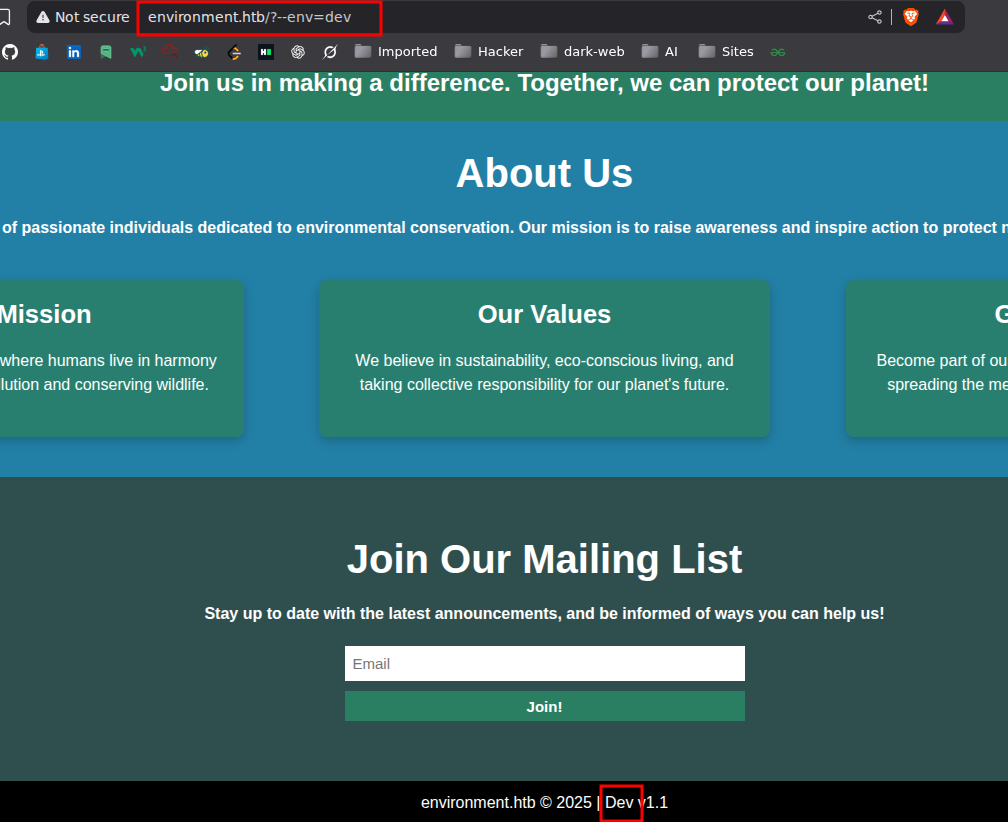 Not secure environment.htb/?--env=dev
in HB Imported Hacker dark-web AI Sites
Join us in making a difference. Together, we can protect our planet!
About Us
of passionate individuals dedicated to environmental conservation. Our mission is to raise awareness and inspire action to protect n
Mission
where humans live in harmony
lution and conserving wildlife.
Our Values
We believe in sustainability, eco-conscious living, and
taking collective responsibility for our planet's future.
G
Become part of ou
spreading the me
Join Our Mailing List
Stay up to date with the latest announcements, and be informed of ways you can help us!
Email
Join!
environment.htb © 2025 | Dev v1.1